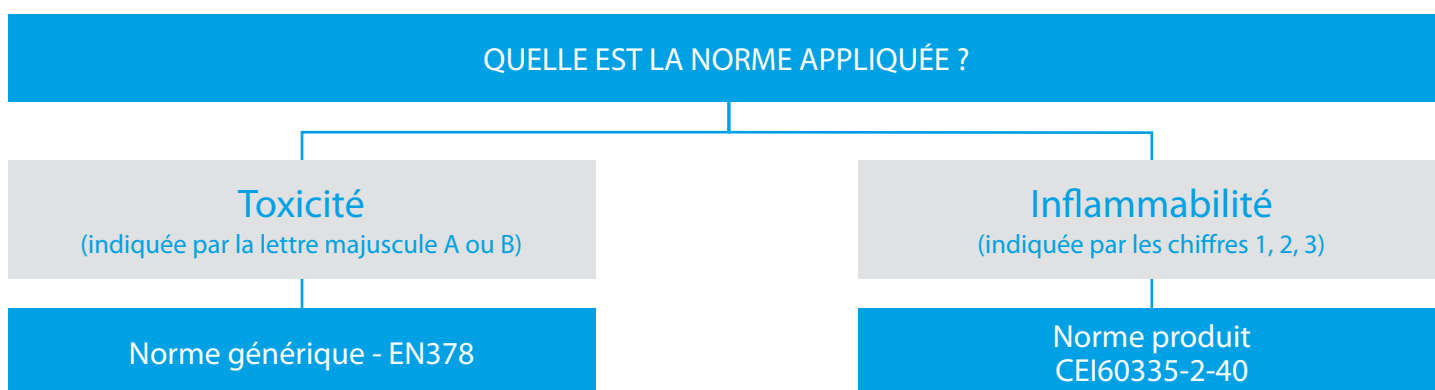 QUELLE EST LA NORME APPLIQUÉE ?
Toxicité
(indiquée par la lettre majuscule A ou B)
Inflammabilité
(indiquée par les chiffres 1, 2, 3)
Norme générique - EN378
Norme produit
CEI60335-2-40